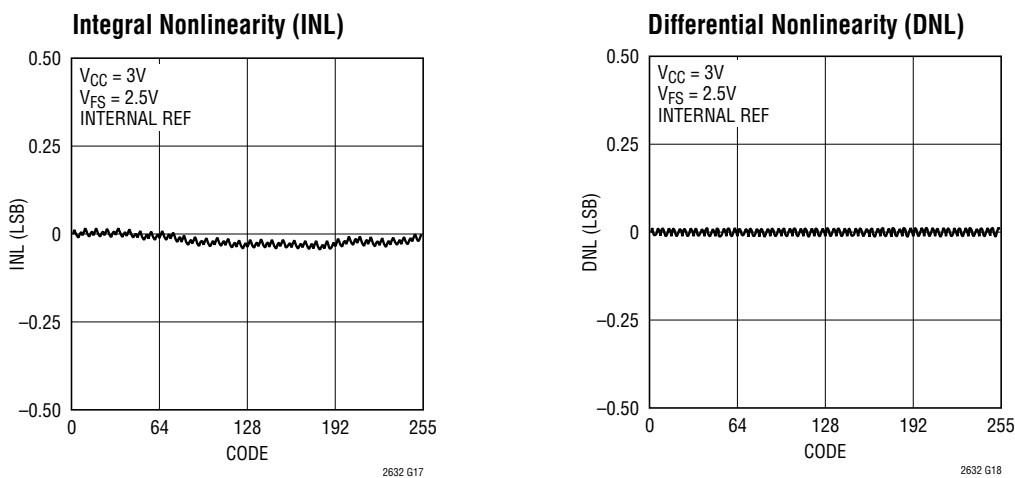 Integral Nonlinearity (INL)
0.50
VCC = 3V
VFS = 2.5V
INTERNAL REF
0.25
INL (LSB)
0
–0.25
–0.50
0 64 128 192 255
CODE
2632 G17
Differential Nonlinearity (DNL)
0.50
VCC = 3V
VFS = 2.5V
INTERNAL REF
0.25
DNL (LSB)
0
–0.25
–0.50
0 64 128 192 255
CODE
2632 G18